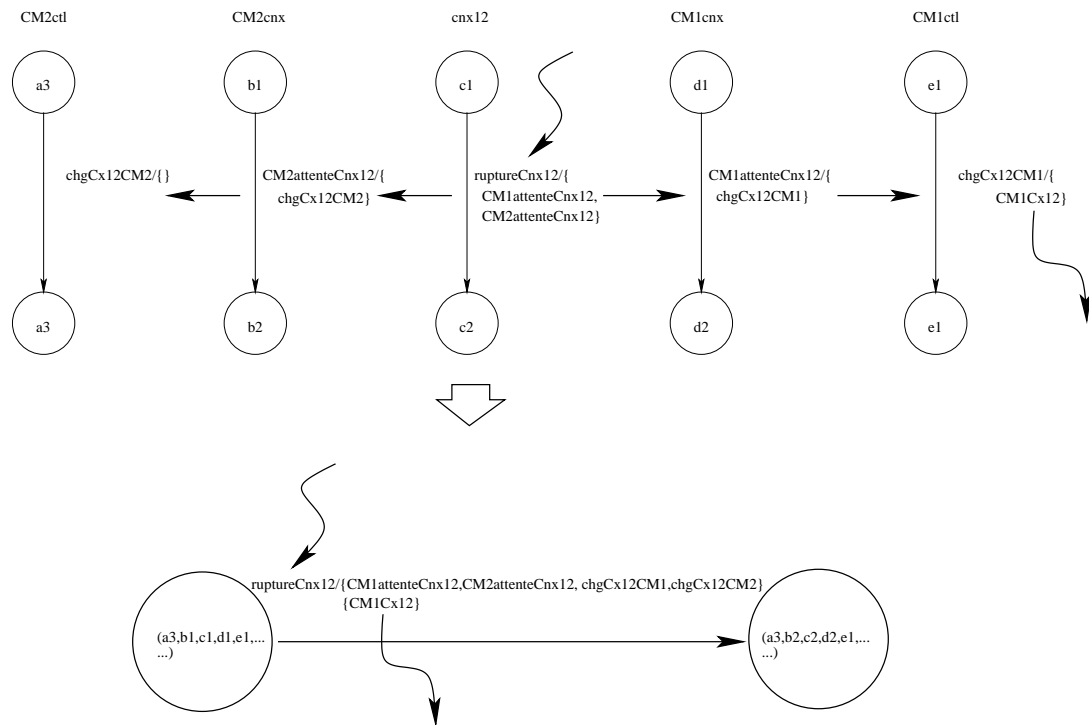 CM2ctl
CM2cnx
cnx12
CM1cnx
CM1ctl
a3
b1
c1
d1
e1
chgCx12CM2/{}
CM2attenteCnx12/{
chgCx12CM2}
ruptureCnx12/{
CM1attenteCnx12,
CM2attenteCnx12}
CM1attenteCnx12/{
chgCx12CM1}
chgCx12CM1/{
CM1Cx12}
a3
b2
c2
d2
e1
ruptureCnx12/{CM1attenteCnx12,CM2attenteCnx12, chgCx12CM1,chgCx12CM2}
{CM1Cx12}
(a3,b1,c1,d1,e1,...
...)
(a3,b2,c2,d2,e1,...
...)